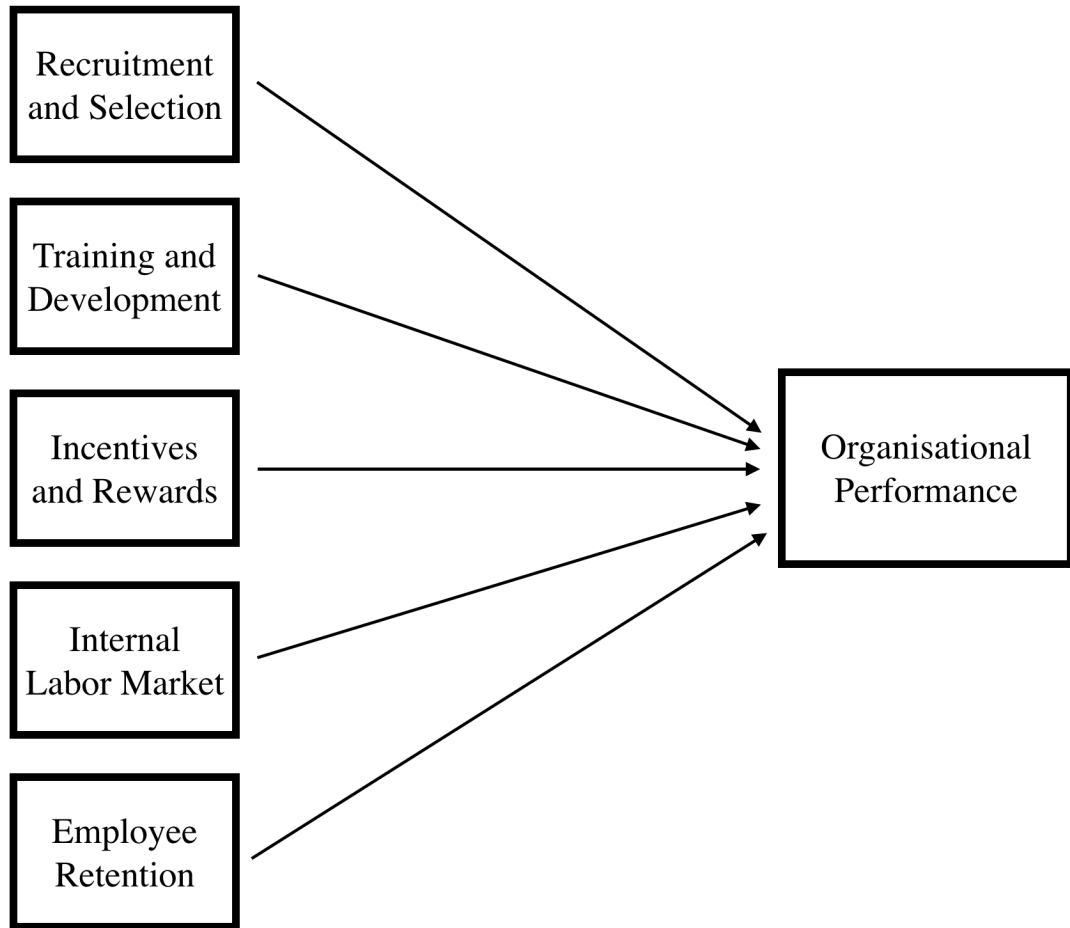 Recruitment
and Selection
Training and
Development
Incentives
and Rewards
Internal
Labor Market
Employee
Retention
Organisational
Performance